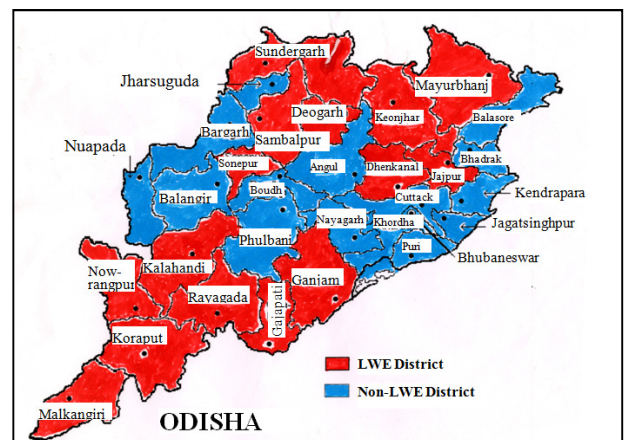 Sundergarh
Jharsuguda
Mayurbhanj
Deogarh
Keonjhar
Balasore
Bargarh
Nuapada
Sambalpur
Sonepur
Angul
Dhenkanal
Bhadrak
Jajpur
Balangir
Boudh
Cuttack
Kendrapara
Nayagarh
Khordha
Jagatsinghpur
Phulbani
Puri
Bhubaneswar
Now-
rangpur
Kalahandi
Ganjam
Rayagada
Gajapati
Koraput
LWE District
Non-LWE District
Malkangiri
ODISHA